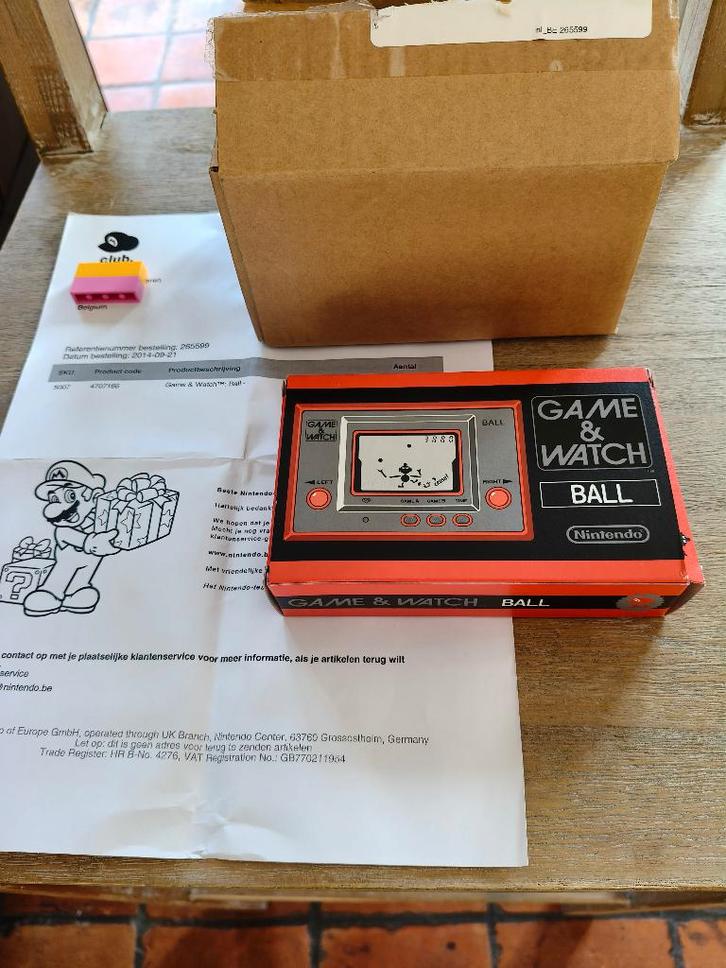 nl_BE 265599
club.
Belgium
Referentienummer bestelling: 265599
Datum bestelling: 2014-09-21
SKU Product code Productbeschrijving Aantal
Game & Watch™: Ball -
Beste Nintendo
Hartelijk bedank
We hopen dat je
Mocht je nog vra
klantenservice-g
www.nintendo.b
Met vriendelijke
Het Nintendo-tea
?
contact op met je plaatselijke klantenservice voor meer informatie, als je artikelen terug wilt
service
@nintendo.be
p of Europe GmbH, operated through UK Branch, Nintendo Center, 63760 Grossostheim, Germany
Let op: dit is geen adres voor terug te zenden artikelen
Trade Register: HR B-No. 4276, VAT Registration No.: GB770211954
GAME
&
WATCH
BALL
LEFT
RIGHT
GAME A GAME B TIME
GAME
&
WATCH
BALL
Nintendo
GAME & WATCH BALL